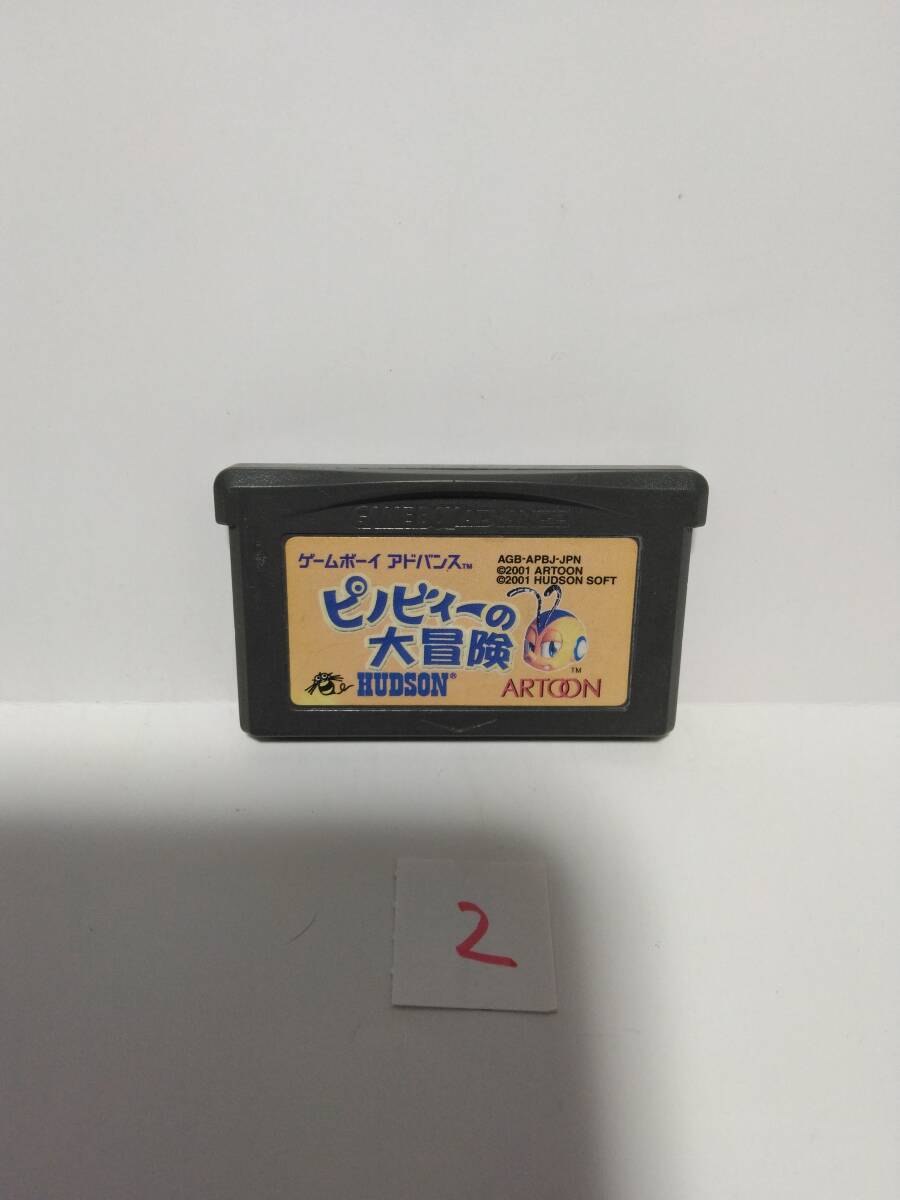 GAME BOY ADVANCE
ゲームボーイ アドバンス™
AGB-APBJ-JPN
©2001 ARTOON
©2001 HUDSON SOFT
ピノビィーの
大冒険
™
HUDSON®
ARTOON
2